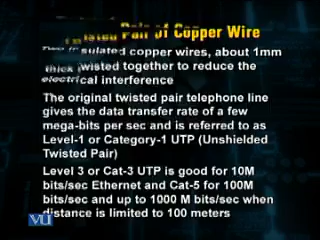 Twisted Pair of Copper Wire
sulated copper wires, about 1mm
thick wisted together to reduce the
electrical interference
The original twisted pair telephone line
gives the data transfer rate of a few
mega-bits per sec and is referred to as
Level-1 or Category-1 UTP (Unshielded
Twisted Pair)
Level 3 or Cat-3 UTP is good for 10M
bits/sec Ethernet and Cat-5 for 100M
bits/sec and up to 1000 M bits/sec when
distance is limited to 100 meters
VU